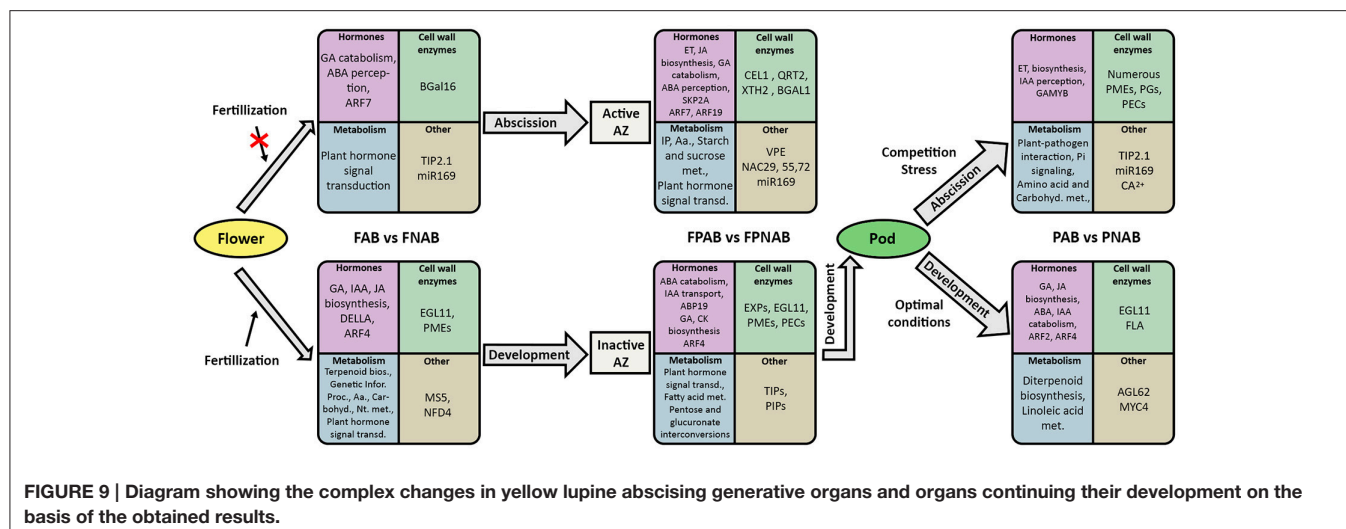 Hormones
GA catabolism,
ABA percep-
tion,
ARF7
Cell wall
enzymes
BGal16
Metabolism
Plant hormone
signal
transduction
Other
TIP2.1
miR169
Fertillization
Abscission
Active
AZ
Hormones
ET, JA
biosynthesis, GA
catabolism,
ABA perception,
SKP2A
ARF7, ARF19
Cell wall
enzymes
CEL1 , QRT2,
XTH2 , BGAL1
Metabolism
IP, Aa., Starch
and sucrose
met., Plant
hormone
signal transd.
Other
VPE
NAC29, 55,72
miR169
Competition
Stress
Abscission
Hormones
ET, biosynthesis,
IAA perception,
GAMYB
Cell wall
enzymes
Numerous
PMEs, PGs,
PECs
Metabolism
Plant-pathogen
interaction, Pi
signaling,
Amino acid and
Carbohyd. met.,
Other
TIP2.1
miR169
CA²⁺
Flower
FAB vs FNAB
FPAB vs FPNAB
Pod
PAB vs PNAB
Fertillization
Hormones
GA, IAA, JA
biosynthesis,
DELLA,
ARF4
Cell wall
enzymes
EGL11,
PMEs
Metabolism
Terpenoid bios.,
Genetic Infor.
Proc., Aa., Car-
bohyd., Nt. met.,
Plant hormone
signal transd.
Other
MS5,
NFD4
Development
Inactive
AZ
Hormones
ABA catabolism,
IAA transport,
ABP19
GA, CK
biosynthesis
ARF4
Cell wall
enzymes
EXPs, EGL11,
PMEs, PECs
Metabolism
Plant hormone
signal transd.,
Fatty acid met.
Pentose and
glucuronate
interconversions
Other
TIPs,
PIPs
Development
Development
Optimal
conditions
Hormones
GA, JA
biosynthesis,
ABA, IAA
catabolism,
ARF2, ARF4
Cell wall
enzymes
EGL11
FLA
Metabolism
Diterpenoid
biosynthesis,
Linoleic acid
met.
Other
AGL62
MYC4
FIGURE 9 | Diagram showing the complex changes in yellow lupine abscising generative organs and organs continuing their development on the
basis of the obtained results.